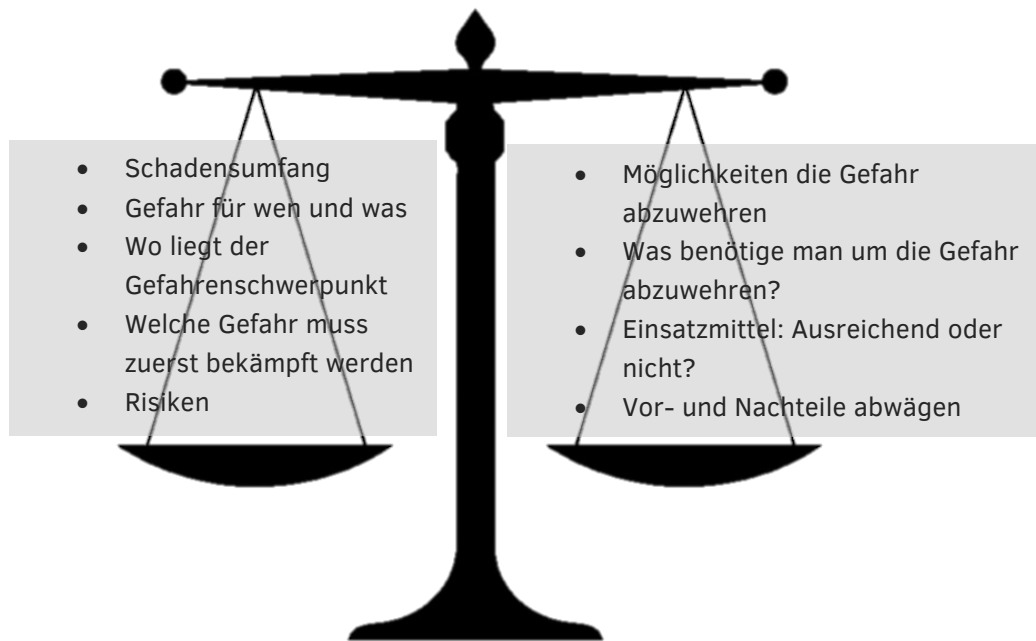 • Schadensumfang
• Gefahr für wen und was
• Wo liegt der
Gefahrenschwerpunkt
• Welche Gefahr muss
zuerst bekämpft werden
• Risiken
• Möglichkeiten die Gefahr
abzuwehren
• Was benötige man um die Gefahr
abzuwehren?
• Einsatzmittel: Ausreichend oder
nicht?
• Vor- und Nachteile abwägen